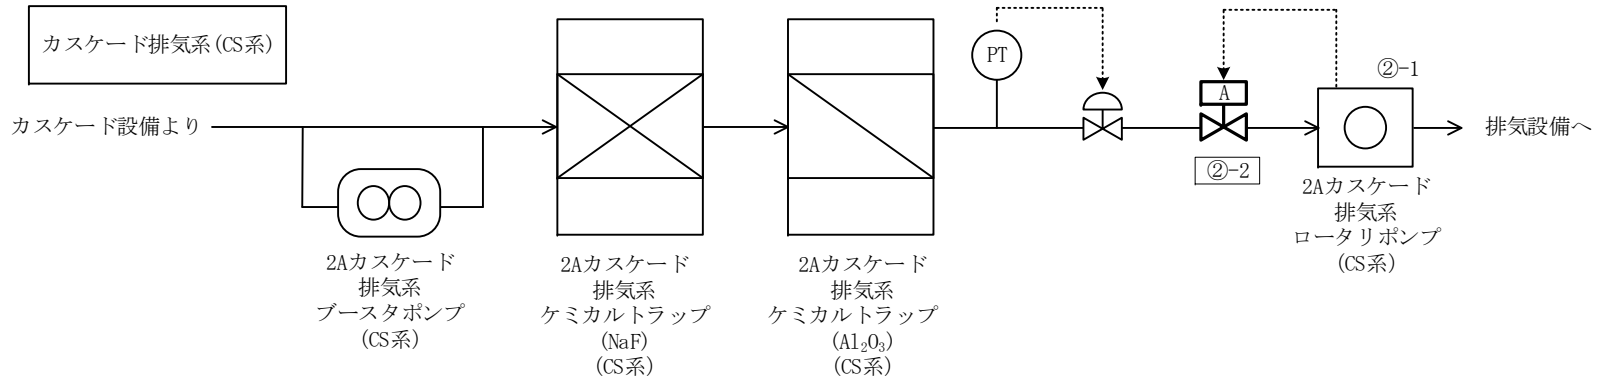 カスケード排気系(CS系)
カスケード設備より
PT
A
②-1
②-2
排気設備へ
2Aカスケード
排気系
ブースタポンプ
(CS系)
2Aカスケード
排気系
ケミカルトラップ
(NaF)
(CS系)
2Aカスケード
排気系
ケミカルトラップ
(Al₂O₃)
(CS系)
2Aカスケード
排気系
ロータリポンプ
(CS系)